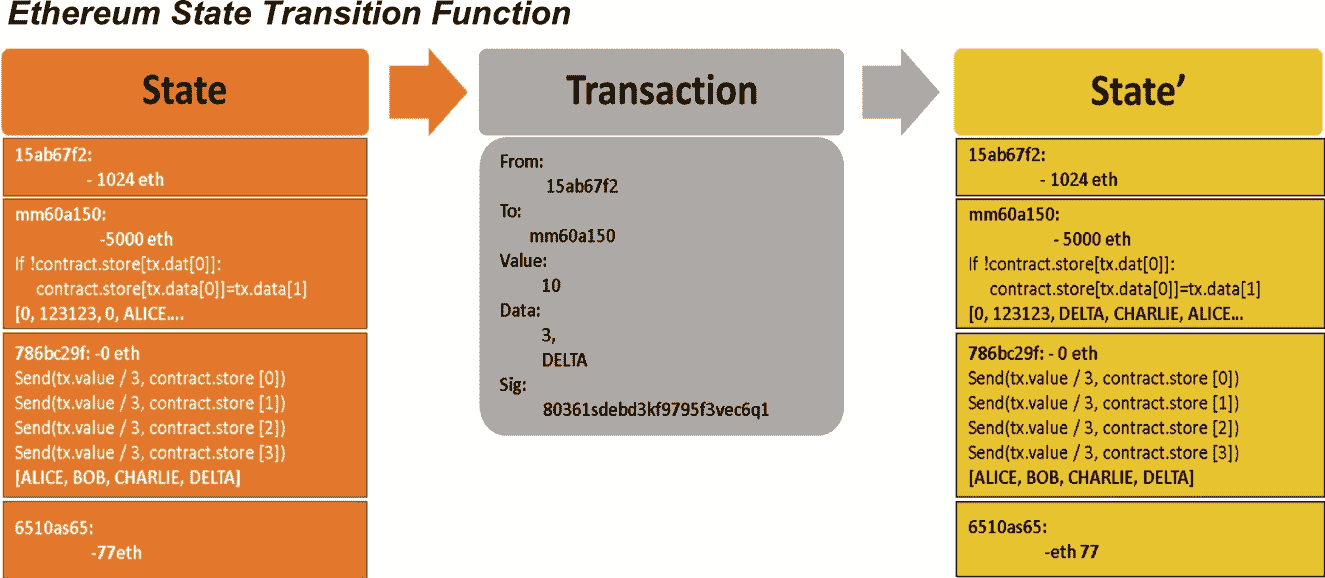 Ethereum State Transition Function
State
15ab67f2:
- 1024 eth
mm60a150:
-5000 eth
If !contract.store[tx.dat[0]]:
contract.store[tx.data[0]]=tx.data[1]
[0, 123123, 0, ALICE....
786bc29f: -0 eth
Send(tx.value / 3, contract.store [0])
Send(tx.value / 3, contract.store [1])
Send(tx.value / 3, contract.store [2])
Send(tx.value / 3, contract.store [3])
[ALICE, BOB, CHARLIE, DELTA]
6510as65:
-77eth
Transaction
From:
15ab67f2
To:
mm60a150
Value:
10
Data:
3,
DELTA
Sig:
80361sdebd3kf9795f3vec6q1
State’
15ab67f2:
- 1024 eth
mm60a150:
- 5000 eth
If !contract.store[tx.dat[0]]:
contract.store[tx.data[0]]=tx.data[1]
[0, 123123, DELTA, CHARLIE, ALICE...
786bc29f: - 0 eth
Send(tx.value / 3, contract.store [0])
Send(tx.value / 3, contract.store [1])
Send(tx.value / 3, contract.store [2])
Send(tx.value / 3, contract.store [3])
[ALICE, BOB, CHARLIE, DELTA]
6510as65:
-eth 77